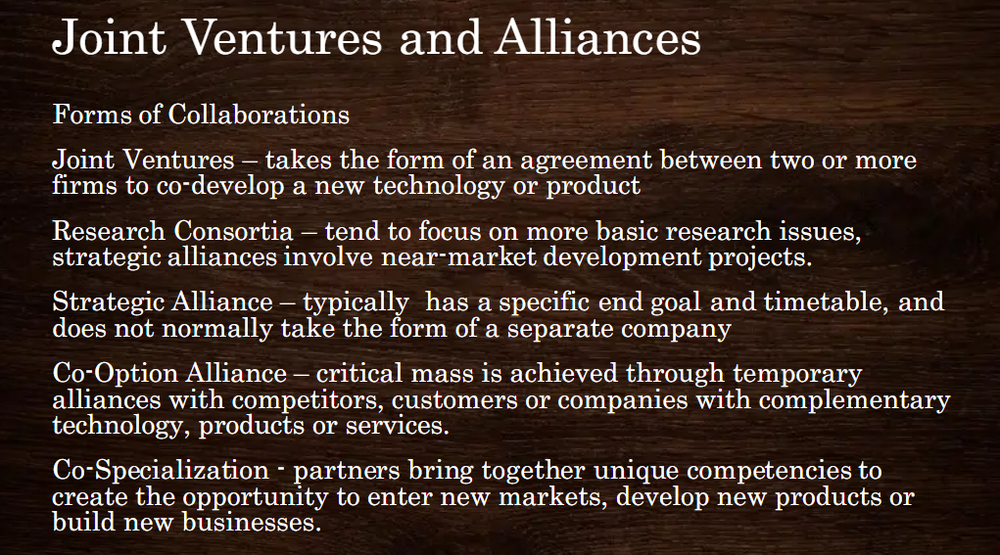 Joint Ventures and Alliances
Forms of Collaborations
Joint Ventures – takes the form of an agreement between two or more
firms to co-develop a new technology or product
Research Consortia – tend to focus on more basic research issues,
strategic alliances involve near-market development projects.
Strategic Alliance – typically  has a specific end goal and timetable, and
does not normally take the form of a separate company
Co-Option Alliance – critical mass is achieved through temporary
alliances with competitors, customers or companies with complementary
technology, products or services.
Co-Specialization - partners bring together unique competencies to
create the opportunity to enter new markets, develop new products or
build new businesses.